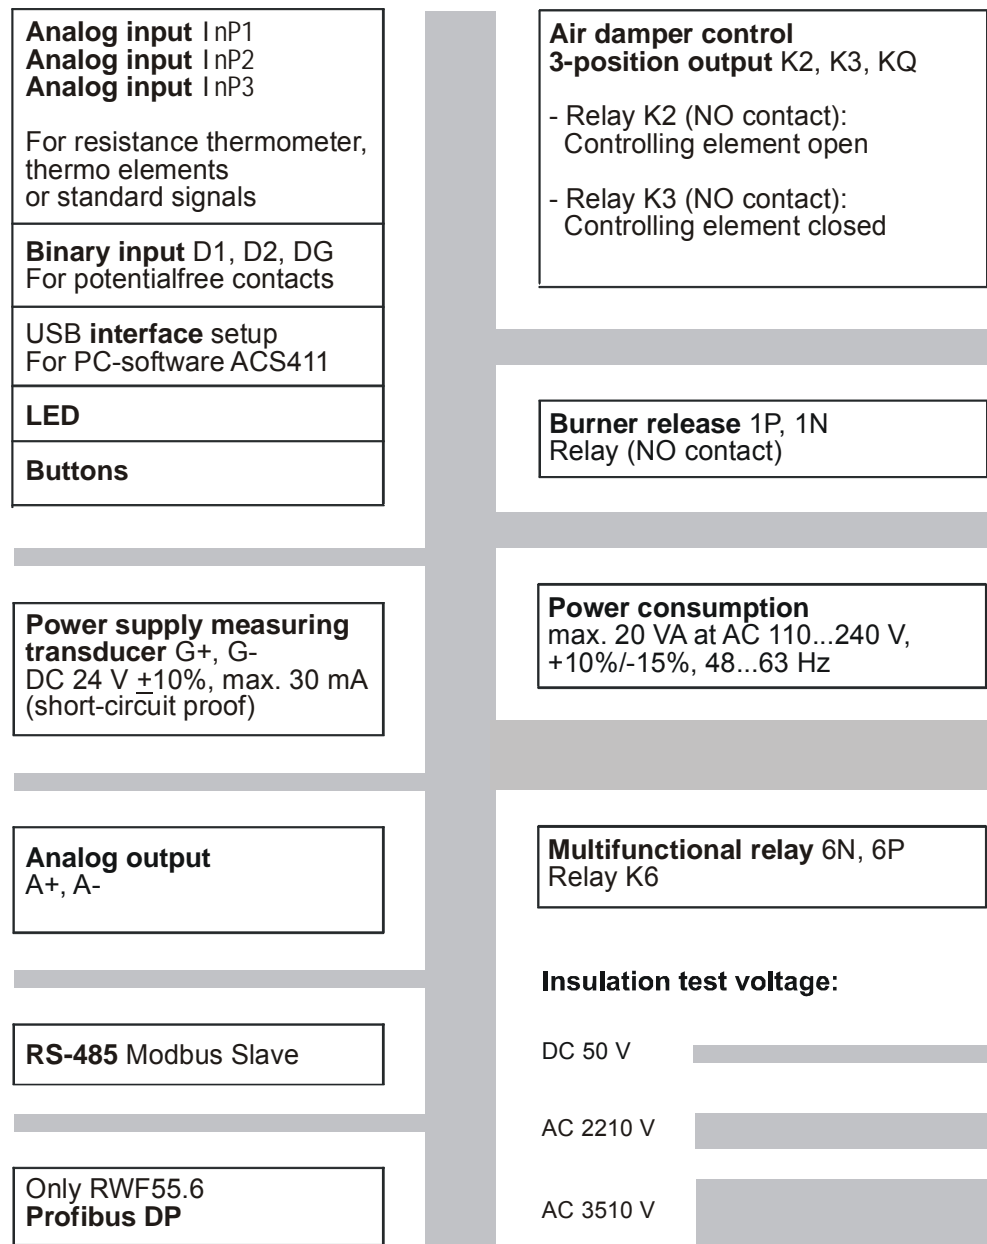 Analog input InP1
Analog input InP2
Analog input InP3
For resistance thermometer,
thermo elements
or standard signals
Binary input D1, D2, DG
For potentialfree contacts
USB interface setup
For PC-software ACS411
LED
Buttons
Power supply measuring
transducer G+, G-
DC 24 V ±10%, max. 30 mA
(short-circuit proof)
Analog output
A+, A-
RS-485 Modbus Slave
Only RWF55.6
Profibus DP
Air damper control
3-position output K2, K3, KQ
- Relay K2 (NO contact):
Controlling element open
- Relay K3 (NO contact):
Controlling element closed
Burner release 1P, 1N
Relay (NO contact)
Power consumption
max. 20 VA at AC 110...240 V,
+10%/-15%, 48...63 Hz
Multifunctional relay 6N, 6P
Relay K6
Insulation test voltage:
DC 50 V
AC 2210 V
AC 3510 V